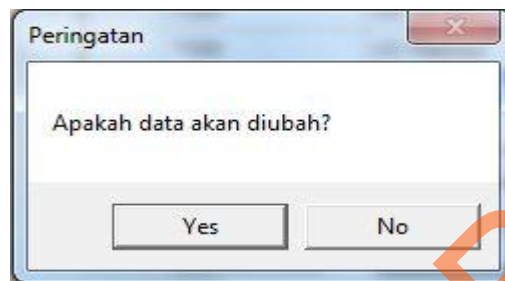 Peringatan
Apakah data akan diubah?
Yes No